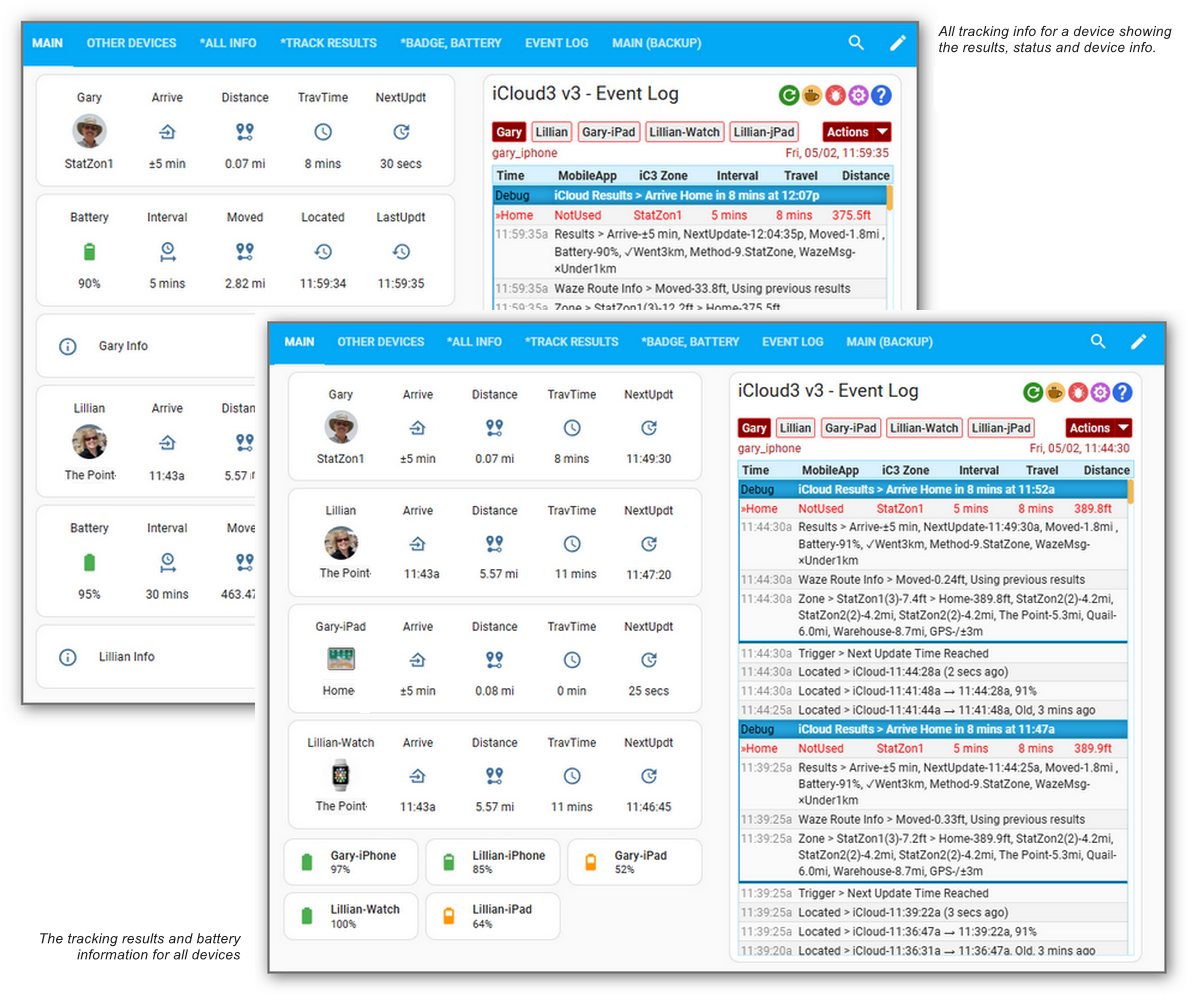 All tracking info for a device showing
the results, status and device info.
MAIN OTHER DEVICES *ALL INFO *TRACK RESULTS *BADGE, BATTERY EVENT LOG MAIN (BACKUP)
Gary Arrive Distance TravTime NextUpdt
StatZon1 ±5 min 0.07 mi 8 mins 30 secs
Battery Interval Moved Located LastUpdt
90% 5 mins 2.82 mi 11:59:34 11:59:35
Gary Info
Lillian Arrive Distan
The Point- 11:43a 5.57
Battery Interval Move
95% 30 mins 463.47
Lillian Info
iCloud3 v3 - Event Log
Gary Lillian Gary-iPad Lillian-Watch Lillian-jPad Actions
gary_iphone Fri, 05/02, 11:59:35
Time MobileApp iC3 Zone Interval Travel Distance
Debug iCloud Results > Arrive Home in 8 mins at 12:07p
»Home NotUsed StatZon1 5 mins 8 mins 375.5ft
11:59:35a Results > Arrive-±5 min, NextUpdate-12:04:35p, Moved-1.8mi ,
Battery-90%, ✓Went3km, Method-9.StatZone, WazeMsg-
×Under1km
11:59:35a Waze Route Info > Moved-33.8ft, Using previous results
11:59:35a Zone > StatZon1(3)-12.2ft > Home-375.5ft
MAIN OTHER DEVICES *ALL INFO *TRACK RESULTS *BADGE, BATTERY EVENT LOG MAIN (BACKUP)
Gary Arrive Distance TravTime NextUpdt
StatZon1 ±5 min 0.07 mi 8 mins 11:49:30
Lillian Arrive Distance TravTime NextUpdt
The Point- 11:43a 5.57 mi 11 mins 11:47:20
Gary-iPad Arrive Distance TravTime NextUpdt
Home ±5 min 0.08 mi 0 min 25 secs
Lillian-Watch Arrive Distance TravTime NextUpdt
The Point- 11:43a 5.57 mi 11 mins 11:46:45
Gary-iPhone Lillian-iPhone Gary-iPad
97% 85% 52%
Lillian-Watch Lillian-iPad
100% 64%
iCloud3 v3 - Event Log
Gary Lillian Gary-iPad Lillian-Watch Lillian-jPad Actions
gary_iphone Fri, 05/02, 11:44:30
Time MobileApp iC3 Zone Interval Travel Distance
Debug iCloud Results > Arrive Home in 8 mins at 11:52a
»Home NotUsed StatZon1 5 mins 8 mins 389.8ft
11:44:30a Results > Arrive-±5 min, NextUpdate-11:49:30a, Moved-1.8mi ,
Battery-91%, ✓Went3km, Method-9.StatZone, WazeMsg-
×Under1km
11:44:30a Waze Route Info > Moved-0.24ft, Using previous results
11:44:30a Zone > StatZon1(3)-7.4ft > Home-389.8ft, StatZon2(2)-4.2mi,
StatZon2(2)-4.2mi, StatZon2(2)-4.2mi, The Point-5.3mi, Quail-
6.0mi, Warehouse-8.7mi, GPS-/±3m
11:44:30a Trigger > Next Update Time Reached
11:44:30a Located > iCloud-11:44:28a (2 secs ago)
11:44:30a Located > iCloud-11:41:48a → 11:44:28a, 91%
11:44:25a Located > iCloud-11:41:44a → 11:41:48a, Old, 3 mins ago
Debug iCloud Results > Arrive Home in 8 mins at 11:47a
»Home NotUsed StatZon1 5 mins 8 mins 389.9ft
11:39:25a Results > Arrive-±5 min, NextUpdate-11:44:25a, Moved-1.8mi ,
Battery-91%, ✓Went3km, Method-9.StatZone, WazeMsg-
×Under1km
11:39:25a Waze Route Info > Moved-0.33ft, Using previous results
11:39:25a Zone > StatZon1(3)-7.2ft > Home-389.9ft, StatZon2(2)-4.2mi,
StatZon2(2)-4.2mi, StatZon2(2)-4.2mi, The Point-5.3mi, Quail-
6.0mi, Warehouse-8.7mi, GPS-/±3m
11:39:25a Trigger > Next Update Time Reached
11:39:25a Located > iCloud-11:39:22a (3 secs ago)
11:39:25a Located > iCloud-11:36:47a → 11:39:22a, 91%
11:39:20a Located > iCloud-11:36:31a → 11:36:47a, Old, 3 mins ago
The tracking results and battery
information for all devices